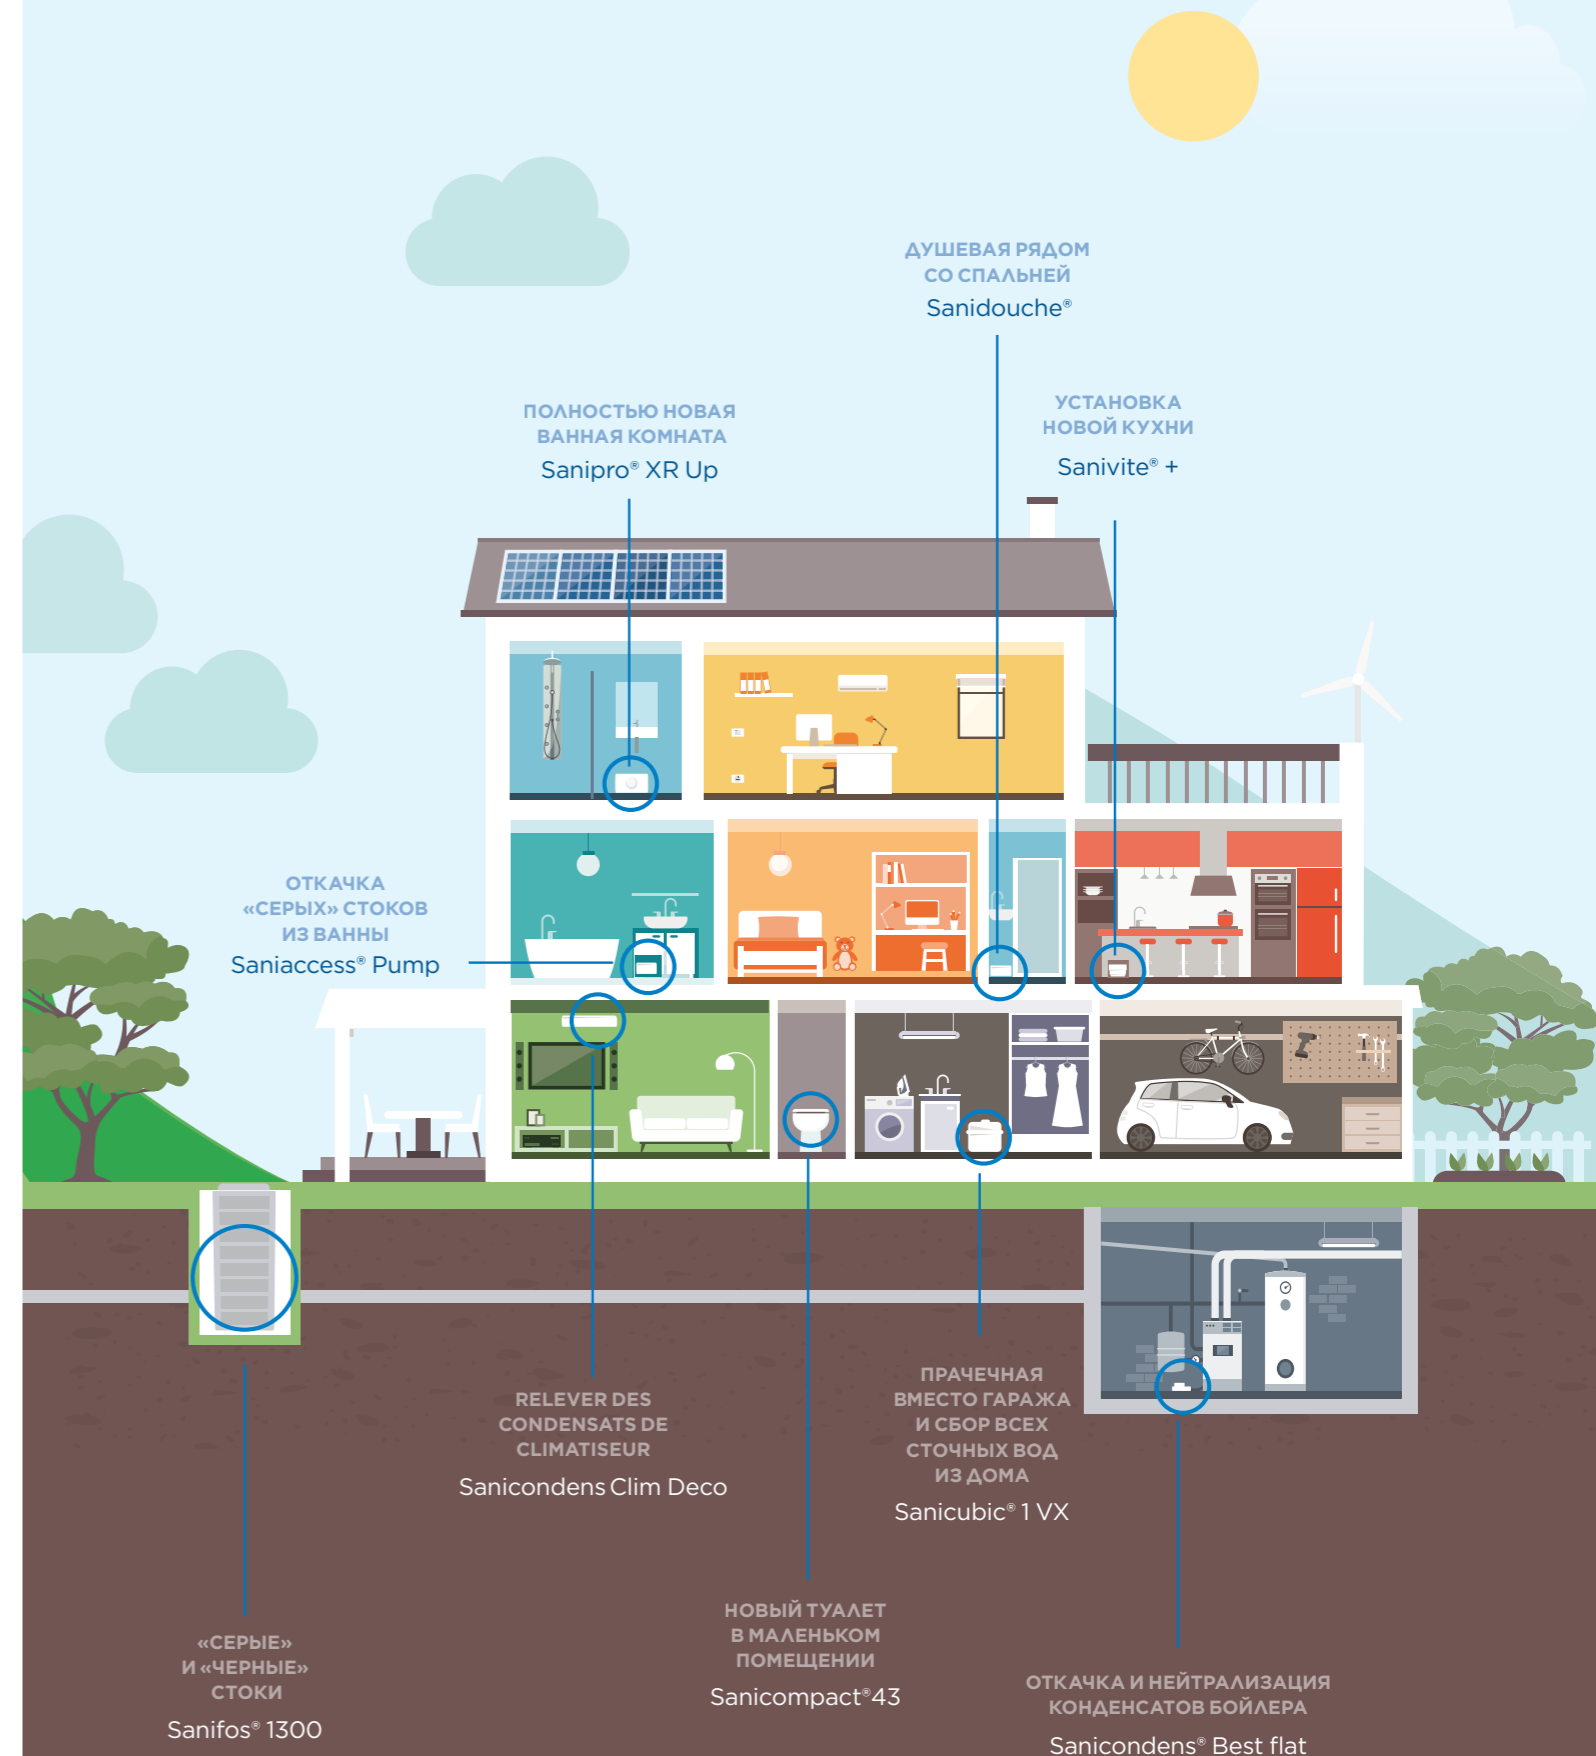 ДУШЕВАЯ РЯДОМ
СО СПАЛЬНЕЙ
Sanidouche®
ПОЛНОСТЬЮ НОВАЯ
ВАННАЯ КОМНАТА
Sanipro® XR Up
УСТАНОВКА
НОВОЙ КУХНИ
Sanivite® +
ОТКАЧКА
«СЕРЫХ» СТОКОВ
ИЗ ВАННЫ
Saniaccess® Pump
RELEVER DES
CONDENSATS DE
CLIMATISEUR
Sanicondens Clim Deco
ПРАЧЕЧНАЯ
ВМЕСТО ГАРАЖА
И СБОР ВСЕХ
СТОЧНЫХ ВОД
ИЗ ДОМА
Sanicubic® 1 VX
НОВЫЙ ТУАЛЕТ
В МАЛЕНЬКОМ
ПОМЕЩЕНИИ
Sanicompact®43
«СЕРЫЕ»
И «ЧЕРНЫЕ»
СТОКИ
Sanifos® 1300
ОТКАЧКА И НЕЙТРАЛИЗАЦИЯ
КОНДЕНСАТОВ БОЙЛЕРА
Sanicondens® Best flat